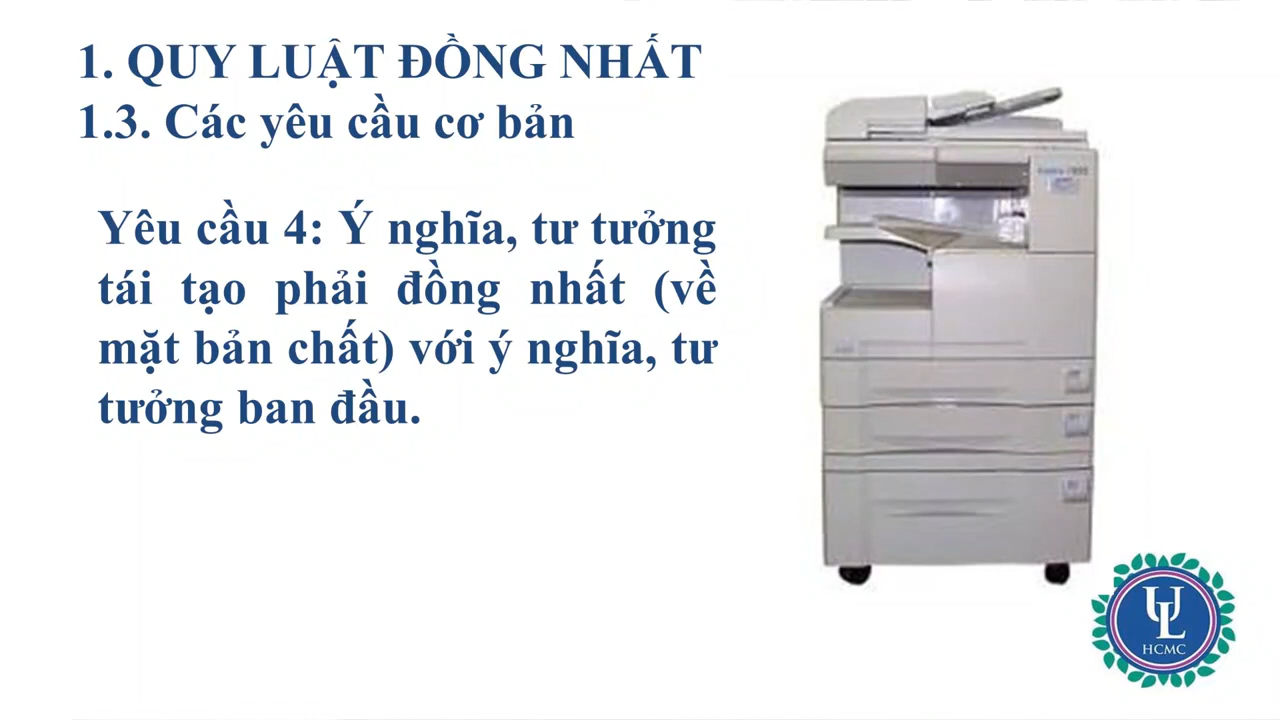 1. QUY LUẬT ĐỒNG NHẤT
1.3. Các yêu cầu cơ bản
Yêu cầu 4: Ý nghĩa, tư tưởng
tái tạo phải đồng nhất (về
mặt bản chất) với ý nghĩa, tư
tưởng ban đầu.
UL
HCMC